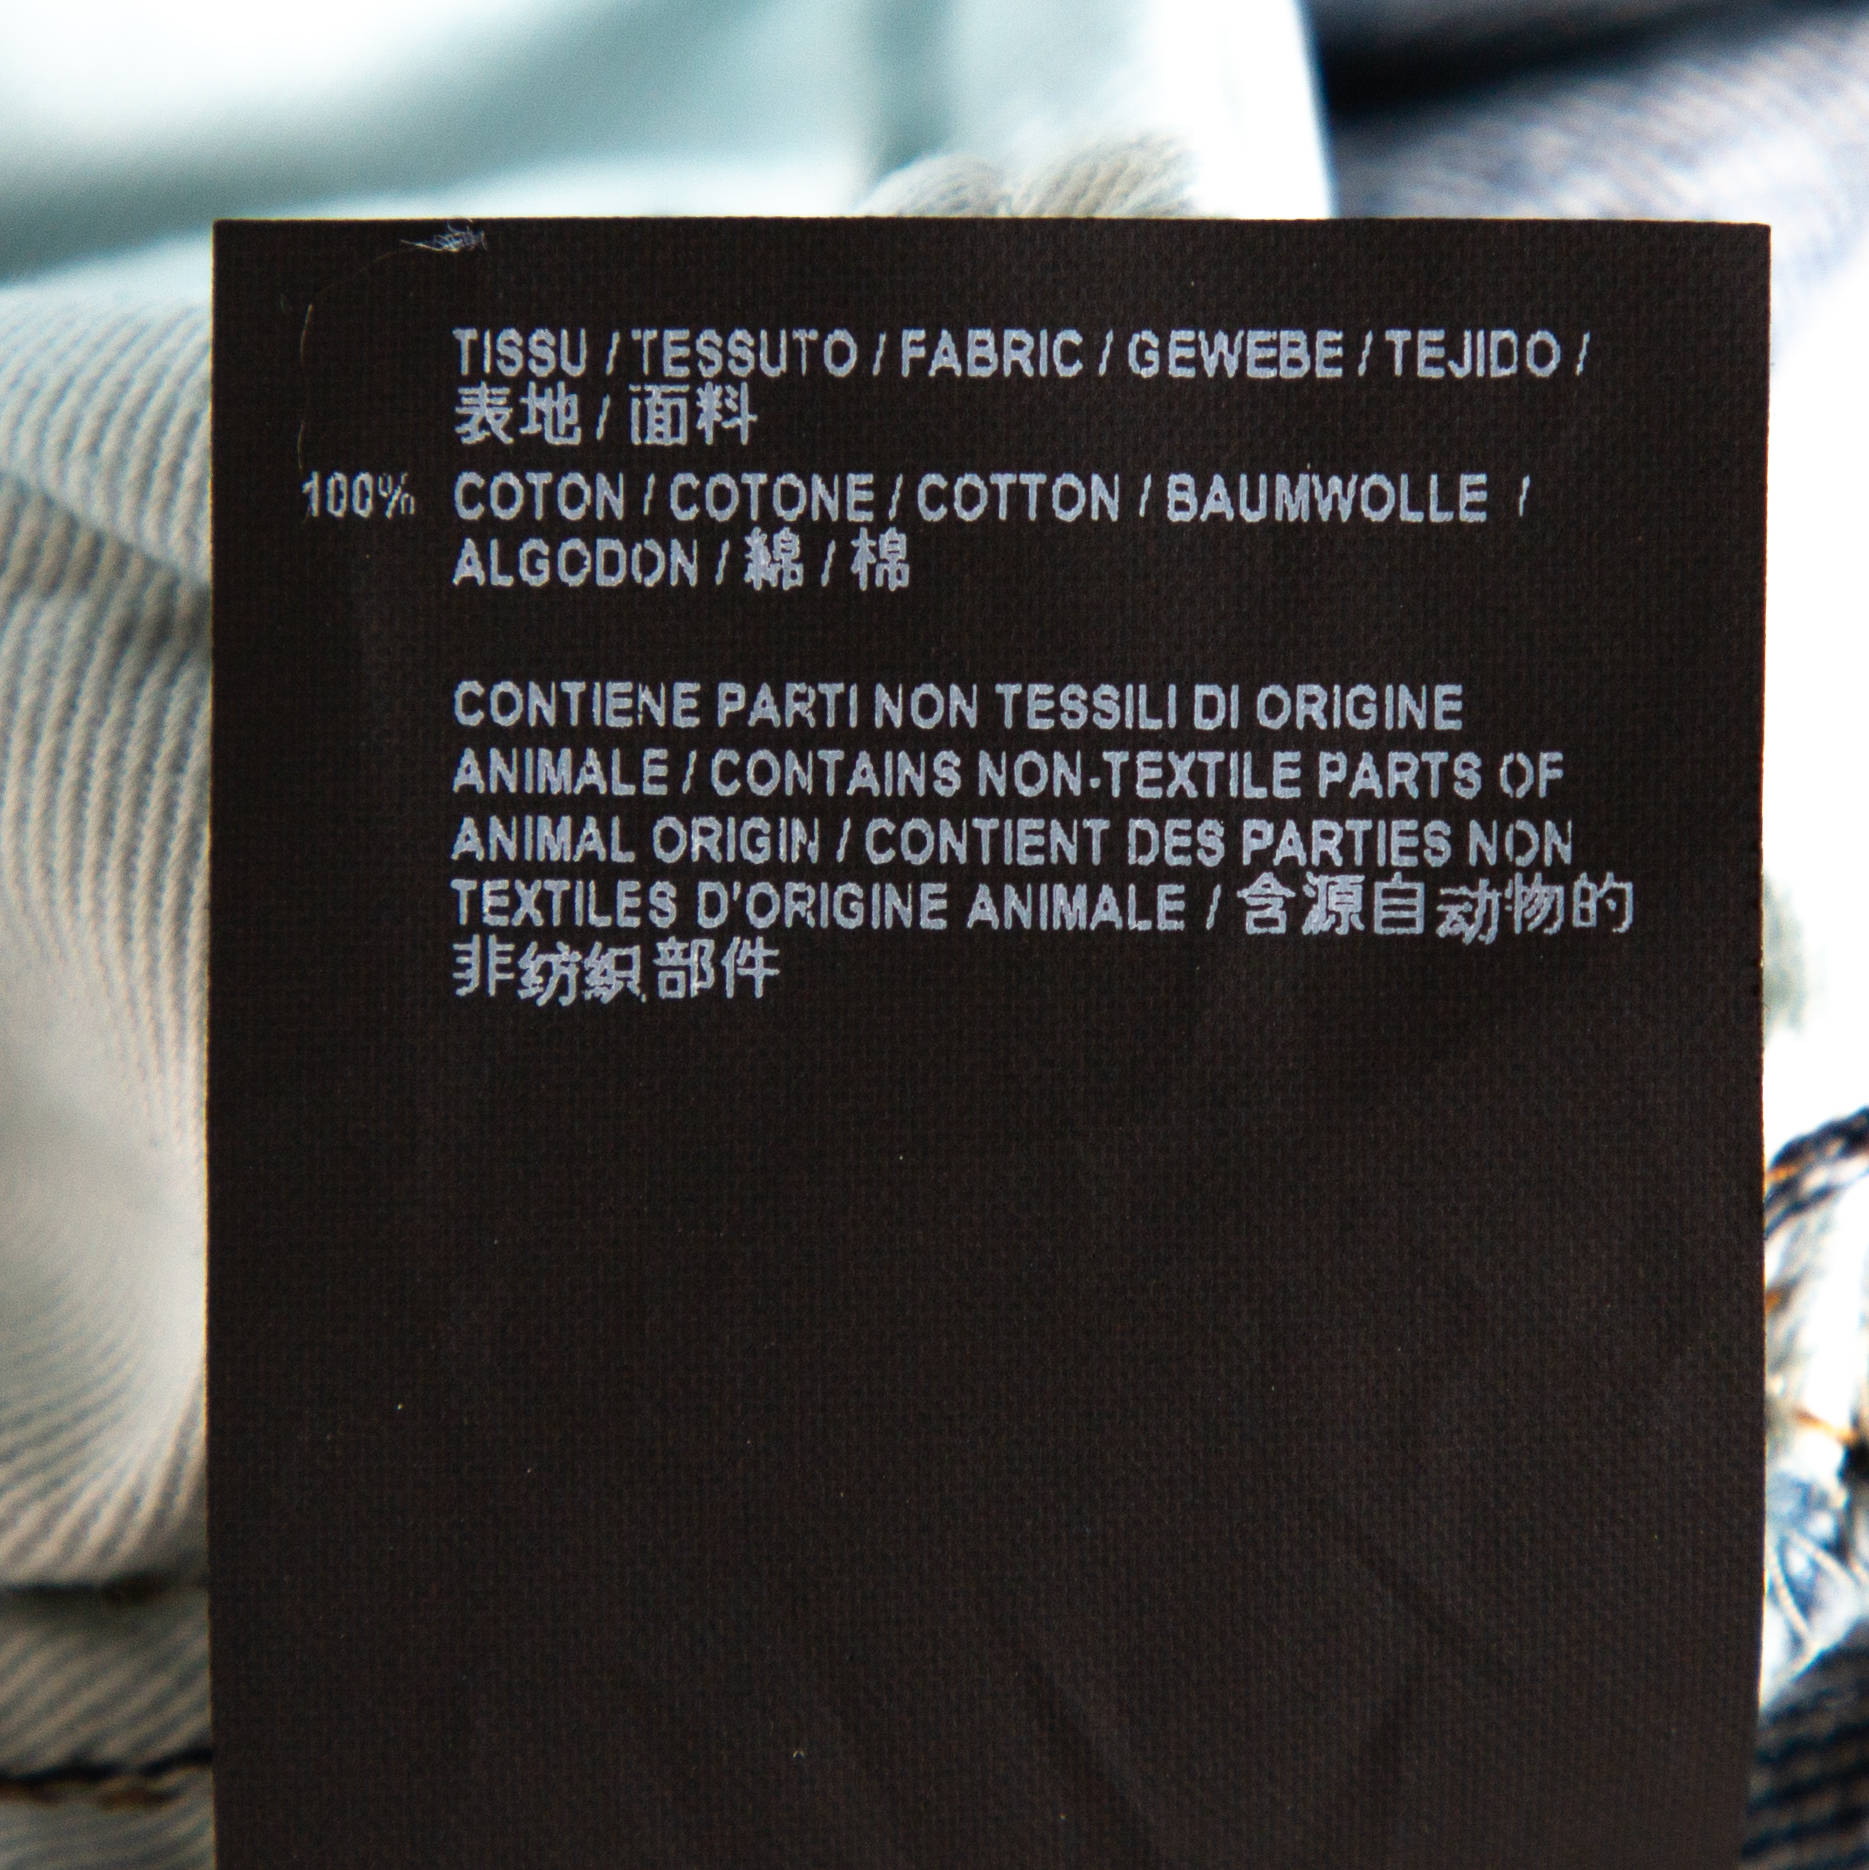 TISSU / TESSUTO / FABRIC / GEWEBE / TEJIDO /
表地 / 面料
100% COTON / COTONE / COTTON / BAUMWOLLE /
ALGODON / 綿 / 棉
CONTIENE PARTI NON TESSILI DI ORIGINE
ANIMALE / CONTAINS NON-TEXTILE PARTS OF
ANIMAL ORIGIN / CONTIENT DES PARTIES NON
TEXTILES D'ORIGINE ANIMALE / 含源自动物的
非纺织部件